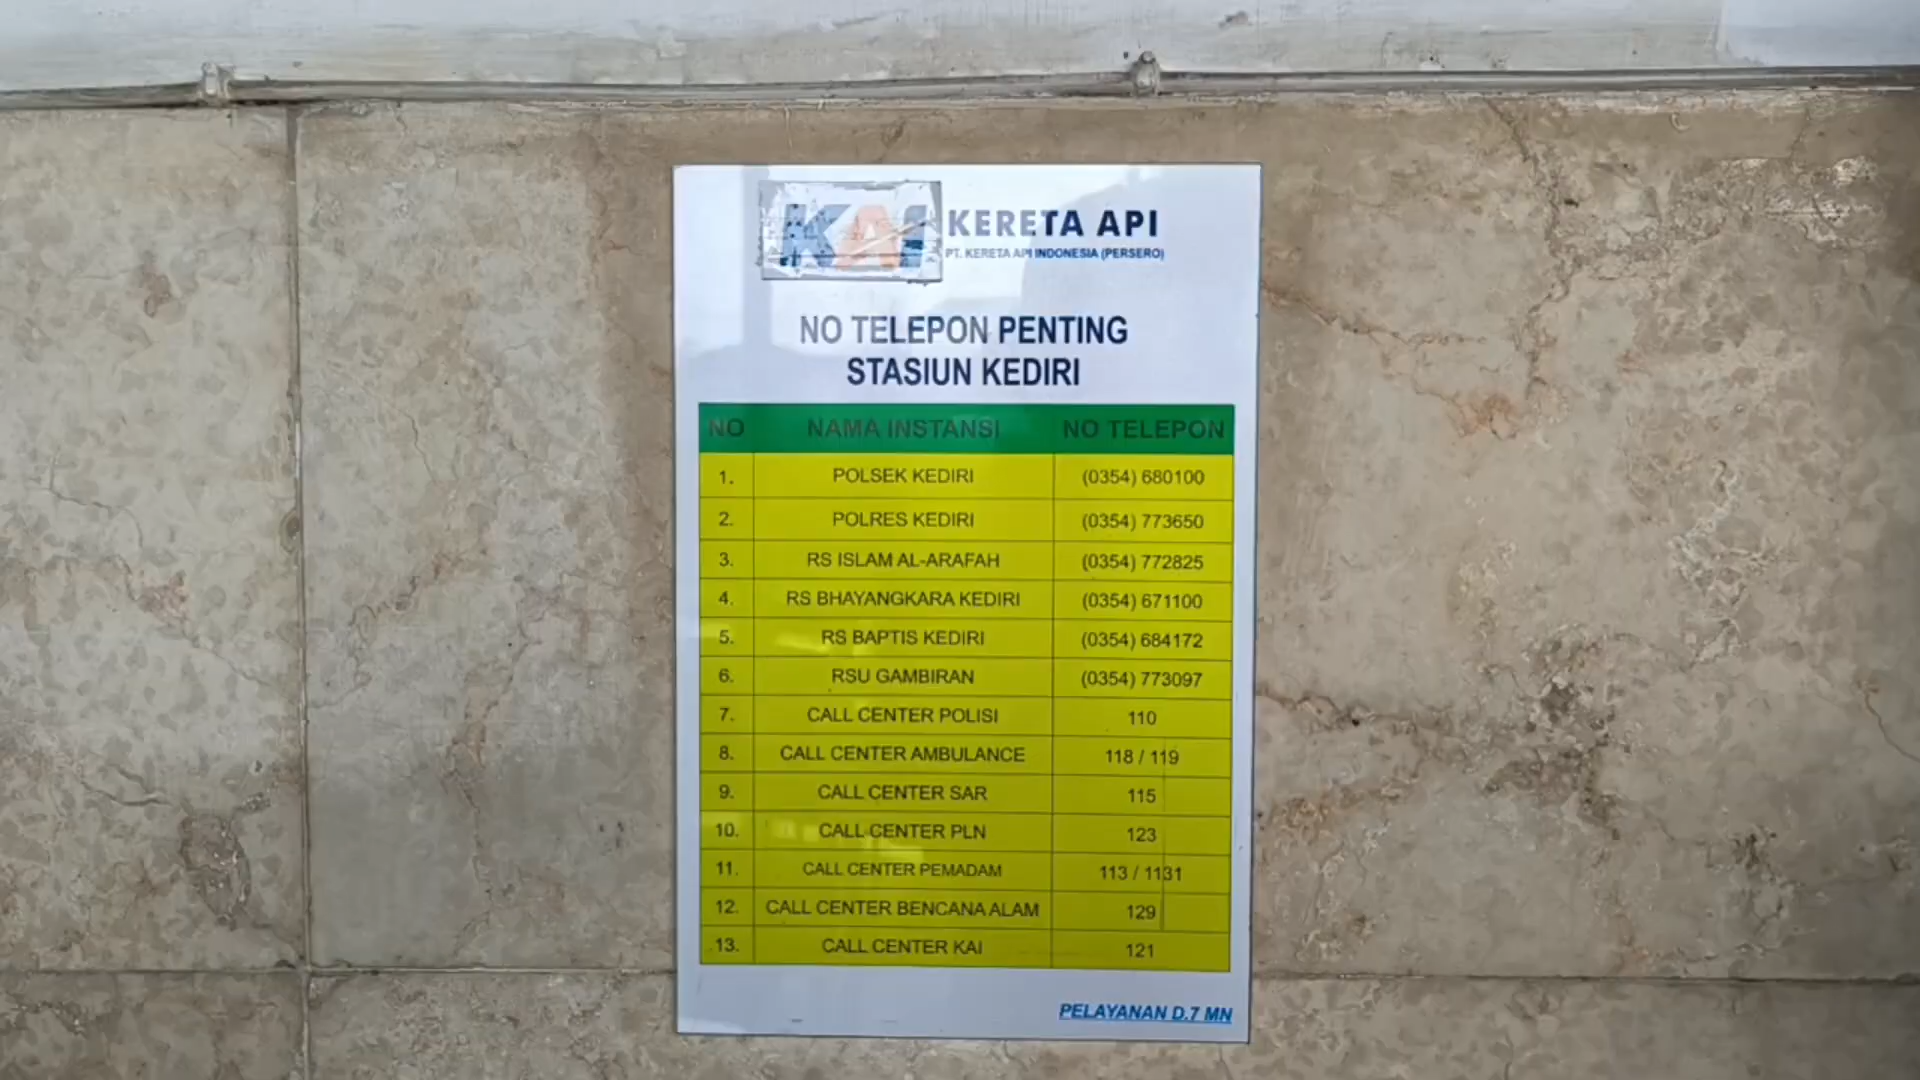 KAI KERETA API
PT. KERETA API INDONESIA (PERSERO)
NO TELEPON PENTING
STASIUN KEDIRI
NO NAMA INSTANSI NO TELEPON
1. POLSEK KEDIRI (0354) 680100
2. POLRES KEDIRI (0354) 773650
3. RS ISLAM AL-ARAFAH (0354) 772825
4. RS BHAYANGKARA KEDIRI (0354) 671100
5. RS BAPTIS KEDIRI (0354) 684172
6. RSU GAMBIRAN (0354) 773097
7. CALL CENTER POLISI 110
8. CALL CENTER AMBULANCE 118 / 119
9. CALL CENTER SAR 115
10. CALL CENTER PLN 123
11. CALL CENTER PEMADAM 113 / 1131
12. CALL CENTER BENCANA ALAM 129
13. CALL CENTER KAI 121
PELAYANAN D.7 MN